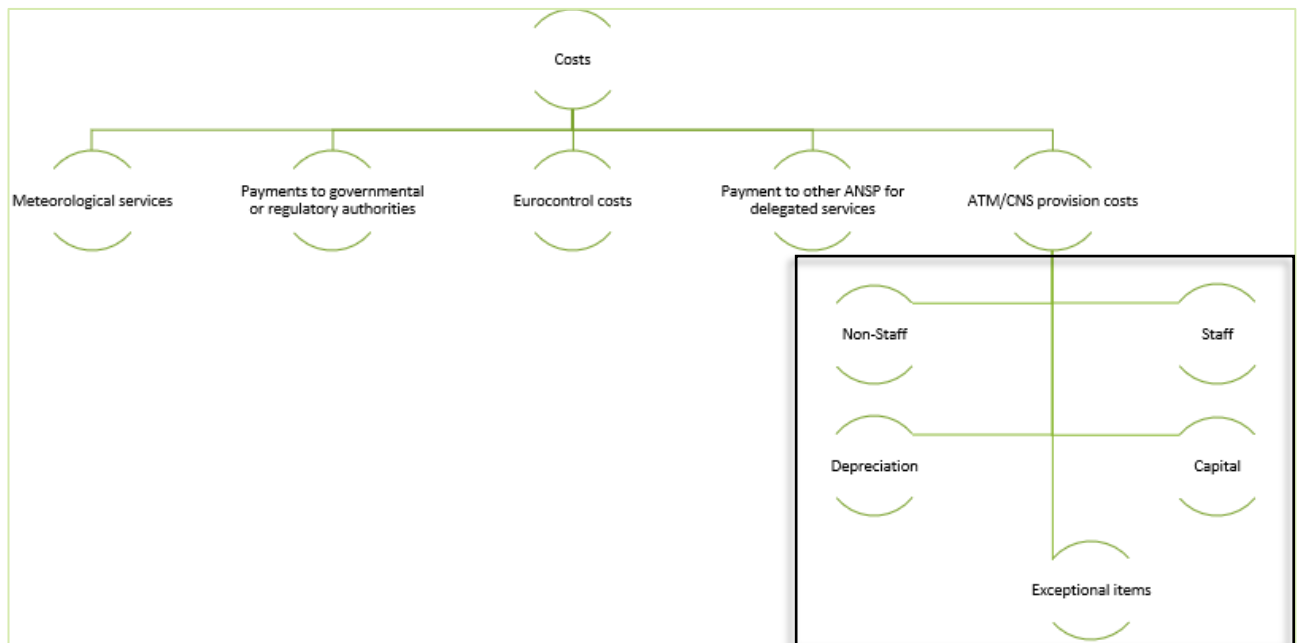 Costs
Meteorological services
Payments to governmental
or regulatory authorities
Eurocontrol costs
Payment to other ANSP for
delegated services
ATM/CNS provision costs
Non-Staff
Staff
Depreciation
Capital
Exceptional items